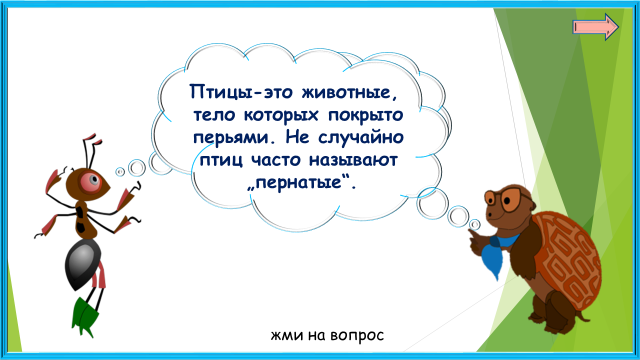 Птицы-это животные,
тело которых покрыто
перьями. Не случайно
птиц часто называют
„пернатые“.
жми на вопрос